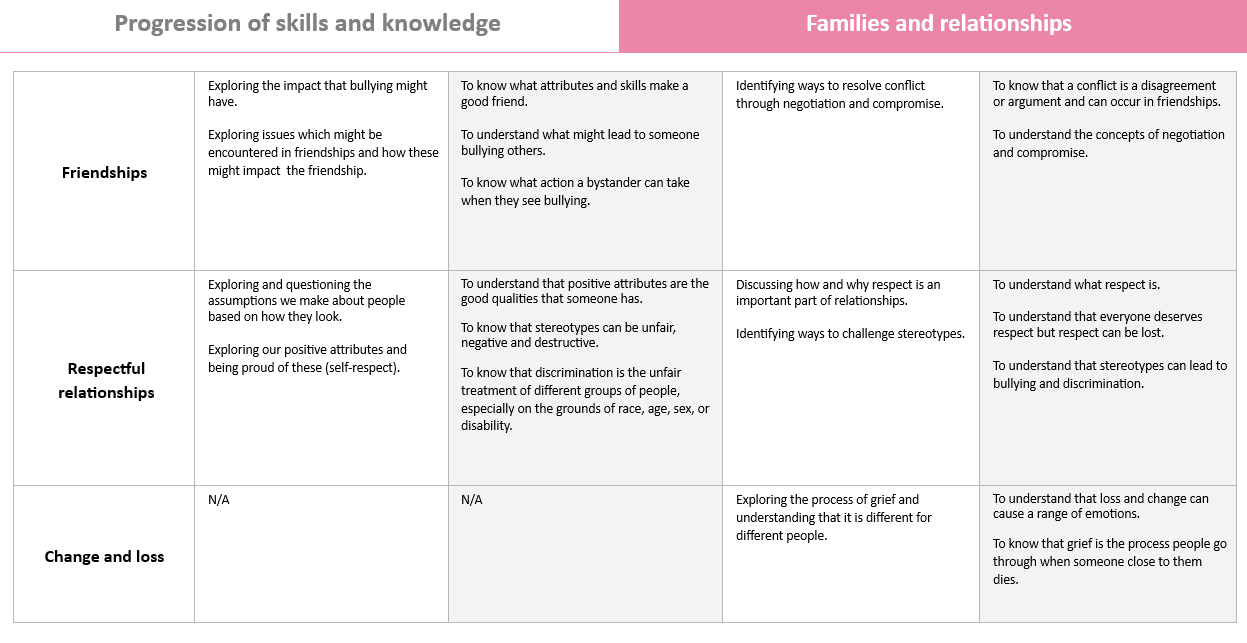 Progression of skills and knowledge
Families and relationships
Friendships
Exploring the impact that bullying might
have.
Exploring issues which might be
encountered in friendships and how these
might impact  the friendship.
To know what attributes and skills make a
good friend.
To understand what might lead to someone
bullying others.
To know what action a bystander can take
when they see bullying.
Identifying ways to resolve conflict
through negotiation and compromise.
To know that a conflict is a disagreement
or argument and can occur in friendships.
To understand the concepts of negotiation
and compromise.
Respectful
relationships
Exploring and questioning the
assumptions we make about people
based on how they look.
Exploring our positive attributes and
being proud of these (self-respect).
To understand that positive attributes are the
good qualities that someone has.
To know that stereotypes can be unfair,
negative and destructive.
To know that discrimination is the unfair
treatment of different groups of people,
especially on the grounds of race, age, sex, or
disability.
Discussing how and why respect is an
important part of relationships.
Identifying ways to challenge stereotypes.
To understand what respect is.
To understand that everyone deserves
respect but respect can be lost.
To understand that stereotypes can lead to
bullying and discrimination.
Change and loss
N/A
N/A
Exploring the process of grief and
understanding that it is different for
different people.
To understand that loss and change can
cause a range of emotions.
To know that grief is the process people go
through when someone close to them
dies.